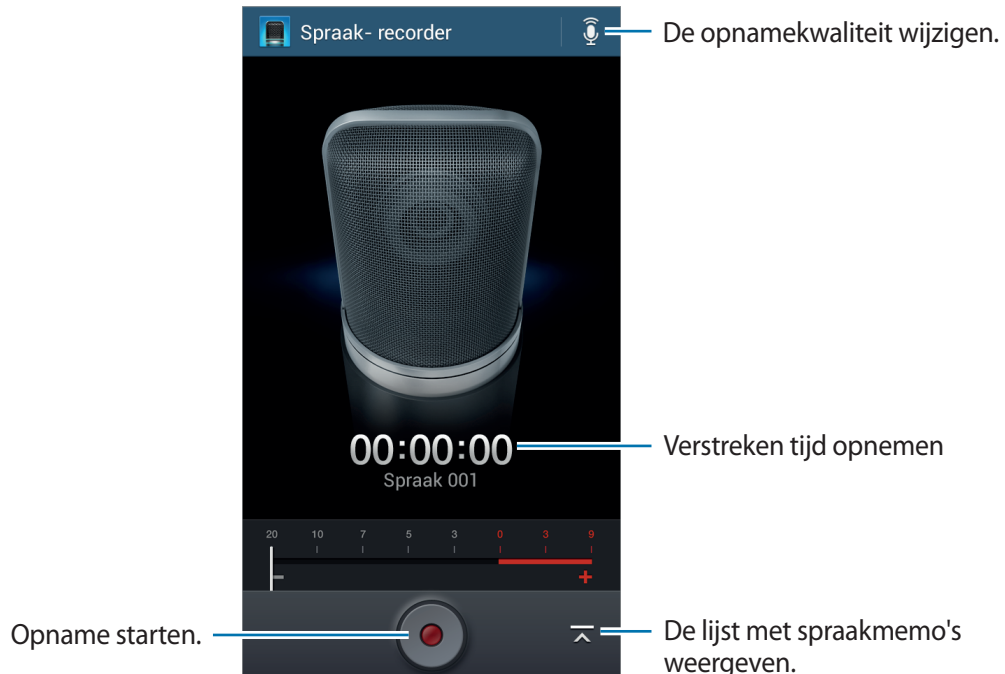 Spraak- recorder
De opnamekwaliteit wijzigen.
00:00:00
Verstreken tijd opnemen
Spraak 001
20 10 7 5 3 0 3 9
- +
Opname starten.
De lijst met spraakmemo's
weergeven.